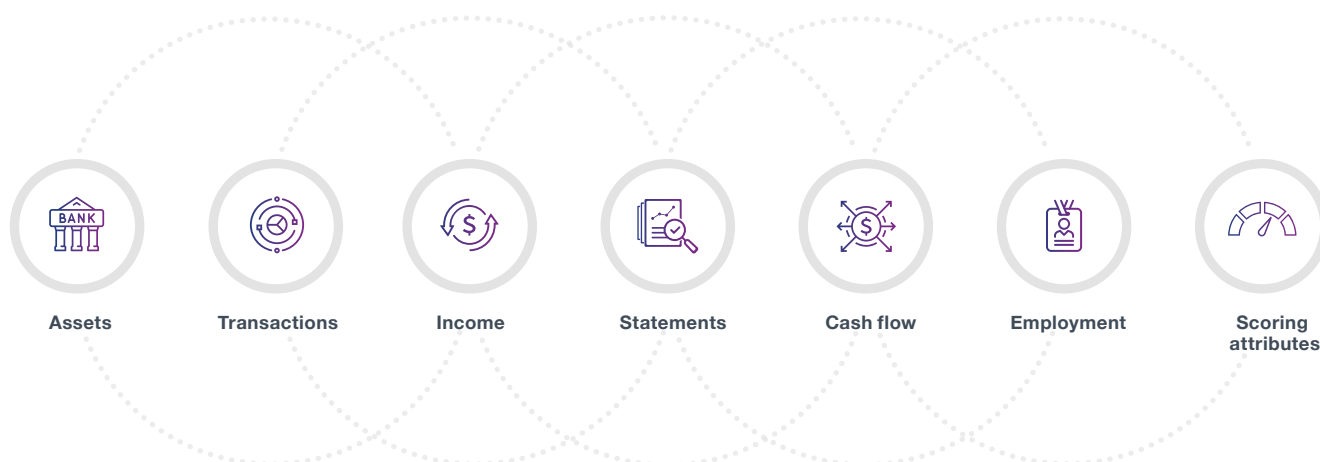 BANK
Assets
Transactions
Income
Statements
Cash flow
Employment
Scoring
attributes
$
$